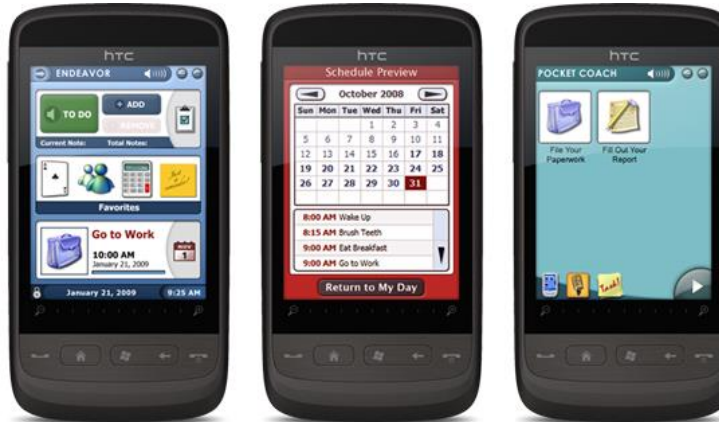 hTC
ENDEAVOR
TO DO
+ ADD
- REMOVE
Current Note: Total Notes:
Favorites
Go to Work
10:00 AM
January 21, 2009
NOV
1
January 21, 2009 9:25 AM
hTC
Schedule Preview
October 2008
Sun Mon Tue Wed Thu Fri Sat
1 2 3 4
5 6 7 8 9 10 11
12 13 14 15 16 17 18
19 20 21 22 23 24 25
26 27 28 29 30 31
8:00 AM Wake Up
8:15 AM Brush Teeth
9:00 AM Eat Breakfast
9:00 AM Go to Work
Return to My Day
hTC
POCKET COACH
File Your
Paperwork
Fill Out Your
Report
Task!